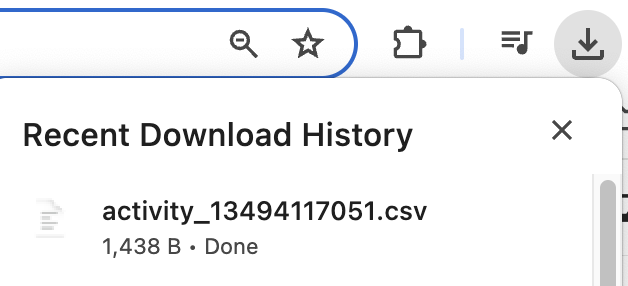 Recent Download History
activity_13494117051.csv
1,438 B • Done